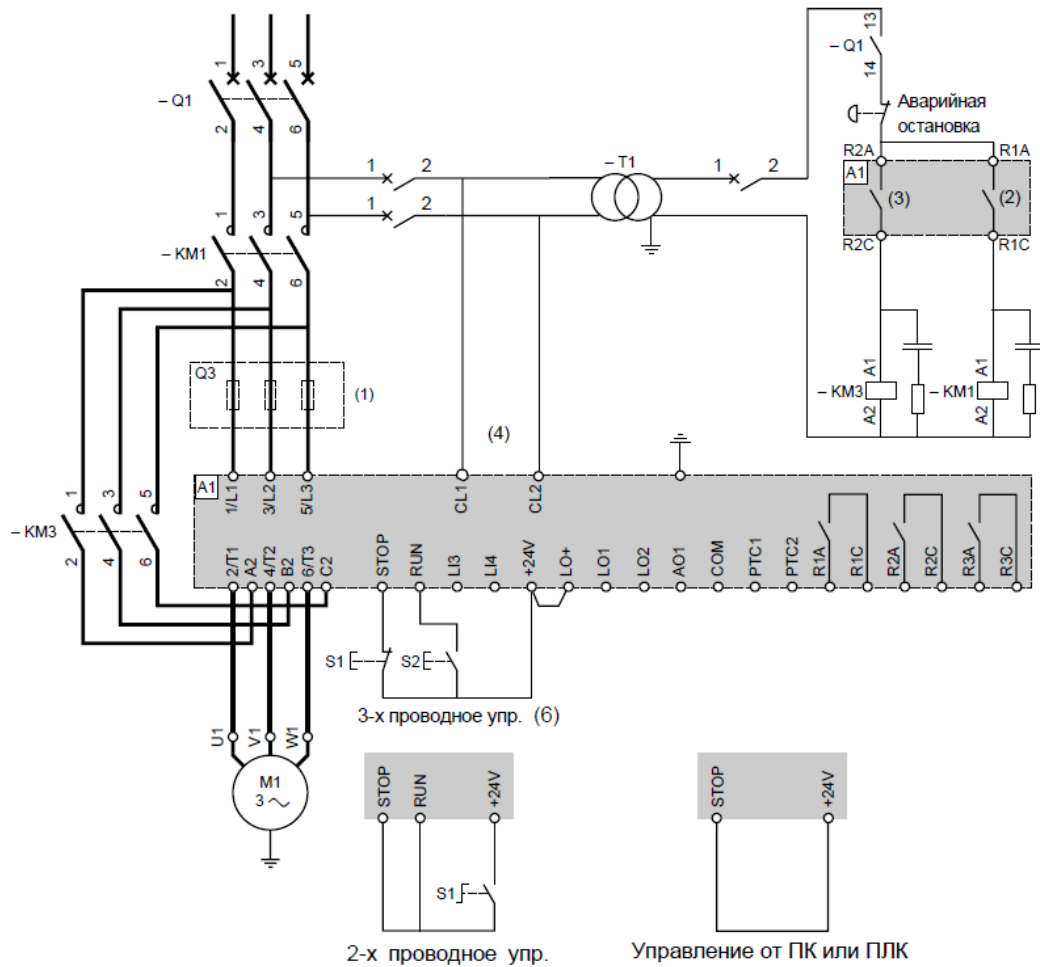 1 3 5
– Q1
2 4 6
13
– Q1
14
Аварийная
остановка
1 2
– T1
1 2
R2A R1A
A1
(3) (2)
R2C R1C
1 2
1 3 5
– KM1
2 4 6
Q3
(1)
A1 A1
– KM3 – KM1
A2 A2
(4)
A1
1/L1 3/L2 5/L3 CL1 CL2
1 3 5
– KM3
2 4 6
2/T1 A2 4/T2 B2 6/T3 C2 STOP RUN LI3 LI4 +24V LO+ LO1 LO2 AO1 COM PTC1 PTC2 R1A R1C R2A R2C R3A R3C
S1 S2
3-х проводное упр. (6)
U1 V1 W1
M1
3
STOP RUN +24V
STOP +24V
S1
2-х проводное упр.
Управление от ПК или ПЛК